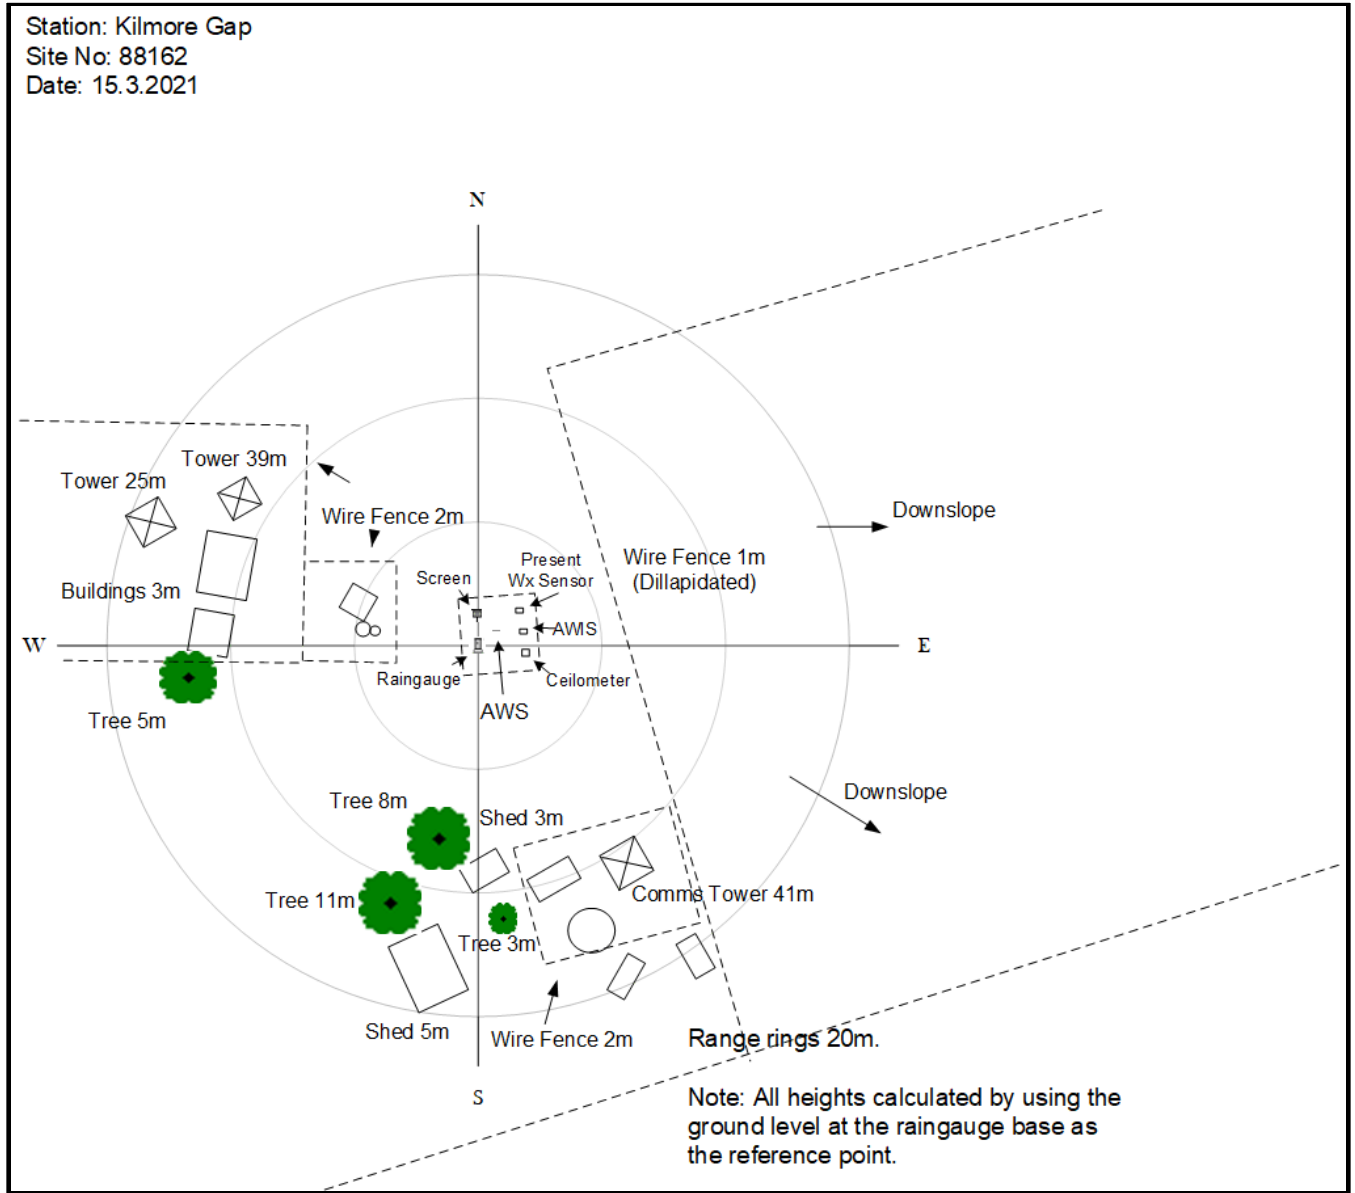 Station: Kilmore Gap
Site No: 88162
Date: 15.3.2021
N
Tower 39m
Tower 25m
Wire Fence 2m
Downslope
Present
Wx Sensor
Wire Fence 1m
(Dillapidated)
Screen
Buildings 3m
AWIS
W
E
Raingauge
Ceilometer
AWS
Tree 5m
Downslope
Tree 8m
Shed 3m
Comms Tower 41m
Tree 11m
Tree 3m
Shed 5m
Wire Fence 2m
Range rings 20m.
S
Note: All heights calculated by using the
ground level at the raingauge base as
the reference point.